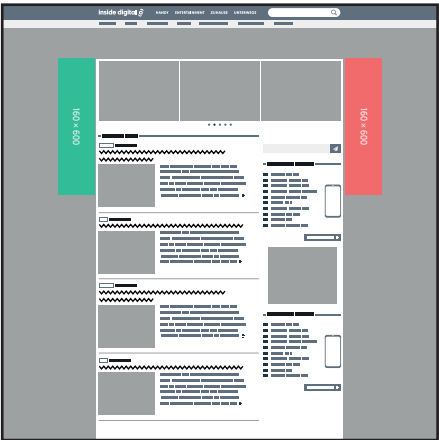 inside digital
HANDY ENTERTAINMENT ZUHAUSE UNTERWEGS
160 x 600
160 x 600